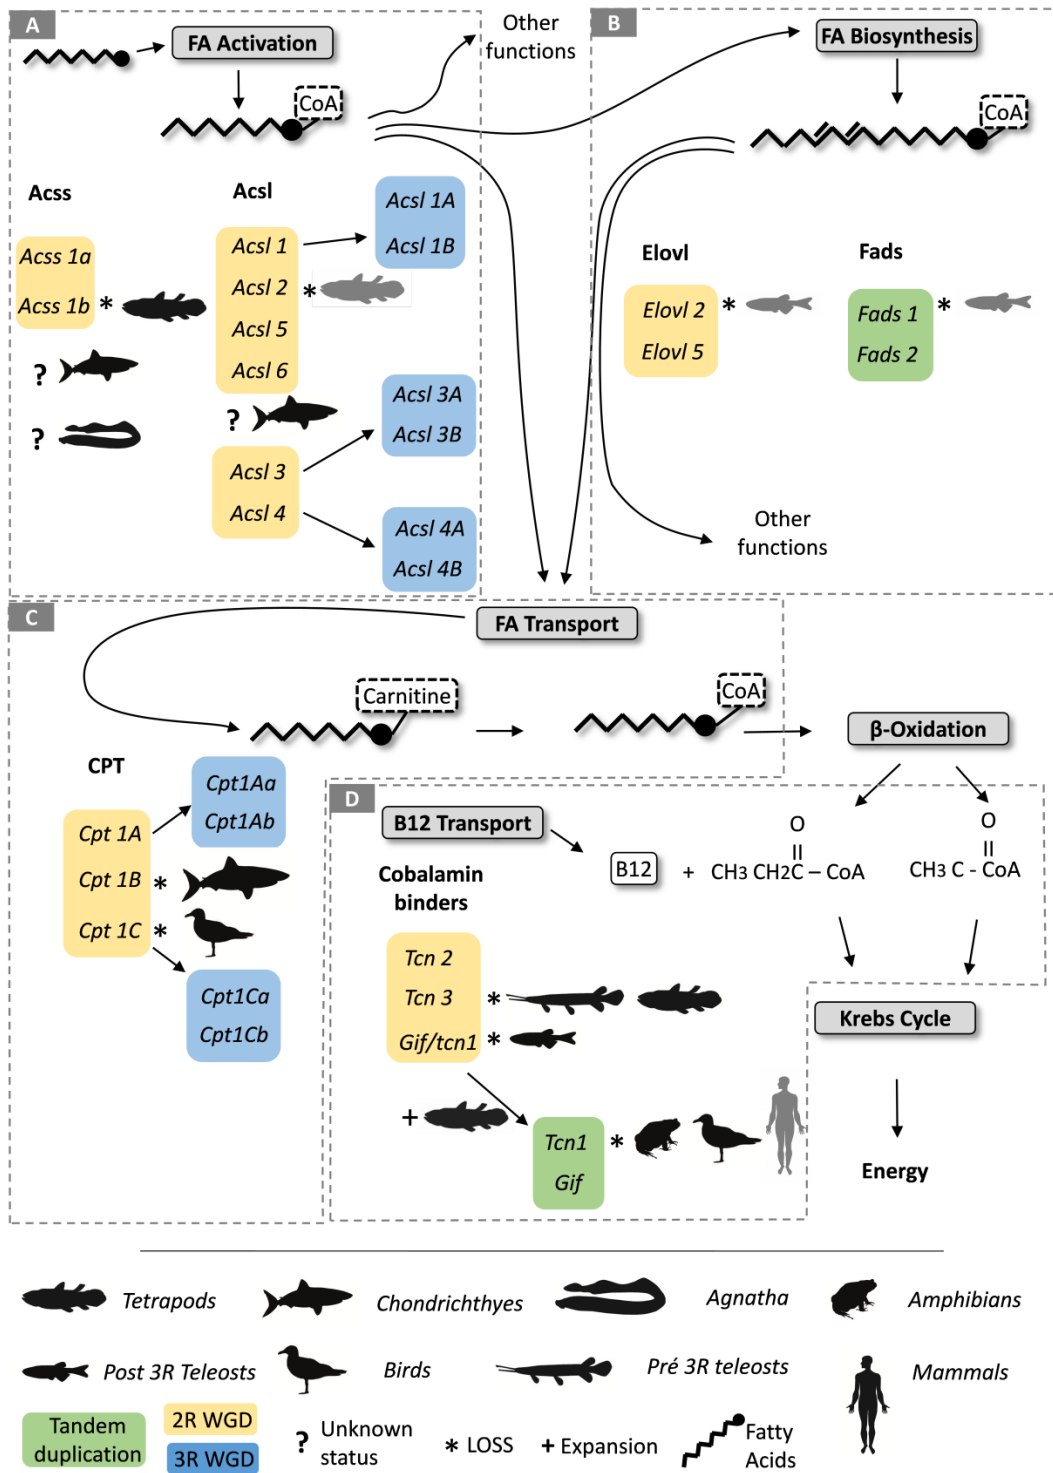 A
FA Activation
CoA
Other
functions
Acss
Acsl
Acss 1a
Acss 1b
*
?
?
Acsl 1
Acsl 2
*
Acsl 5
Acsl 6
?
Acsl 3
Acsl 4
Acsl 1A
Acsl 1B
Acsl 3A
Acsl 3B
Acsl 4A
Acsl 4B
B
FA Biosynthesis
CoA
Elovl
Fads
Elovl 2
*
Elovl 5
Fads 1
*
Fads 2
Other
functions
C
FA Transport
Carnitine
CoA
β-Oxidation
CPT
Cpt 1A
Cpt 1B
*
Cpt 1C
*
Cpt1Aa
Cpt1Ab
Cpt1Ca
Cpt1Cb
D
B12 Transport
Cobalamin
binders
B12
+
O
=
CH3 CH2C – CoA
O
=
CH3 C - CoA
Tcn 2
Tcn 3
*
Gif/tcn1
*
+
Tcn1
*
Gif
Krebs Cycle
Energy
Tetrapods
Chondrichthyes
Agnatha
Amphibians
Post 3R Teleosts
Birds
Pré 3R teleosts
Mammals
Tandem
duplication
2R WGD
3R WGD
? Unknown
status
* LOSS
+ Expansion
Fatty
Acids